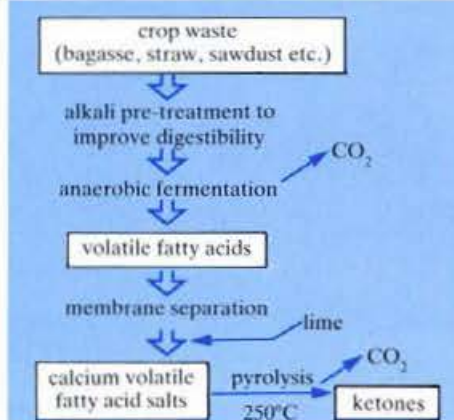 crop waste
(bagasse, straw, sawdust etc.)
alkali pre-treatment to
improve digestibility
CO₂
anaerobic fermentation
volatile fatty acids
membrane separation
lime
CO₂
calcium volatile
fatty acid salts
pyrolysis
250°C
ketones